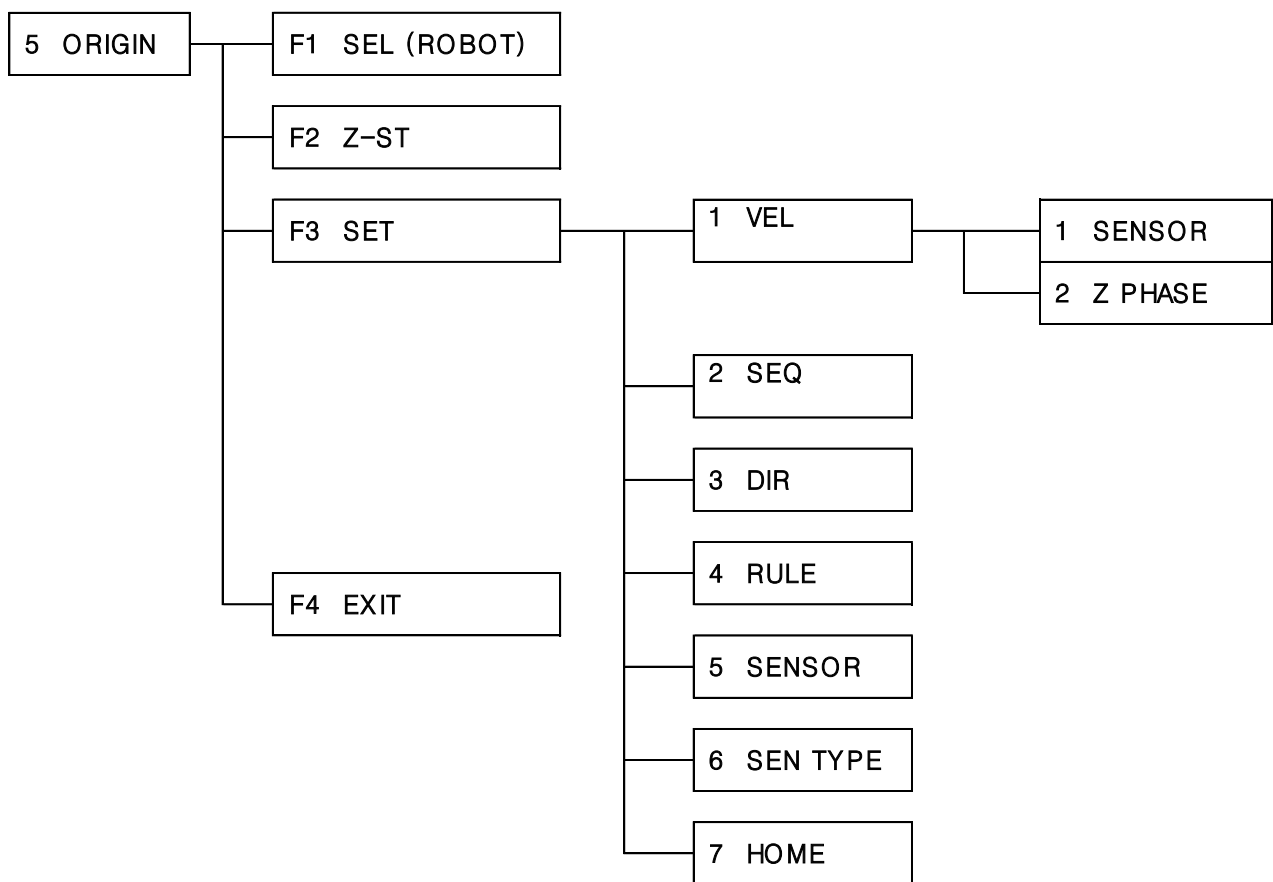 5 ORIGIN
F1 SEL (ROBOT)
F2 Z-ST
F3 SET
1 VEL
1 SENSOR
2 Z PHASE
2 SEQ
3 DIR
4 RULE
F4 EXIT
5 SENSOR
6 SEN TYPE
7 HOME